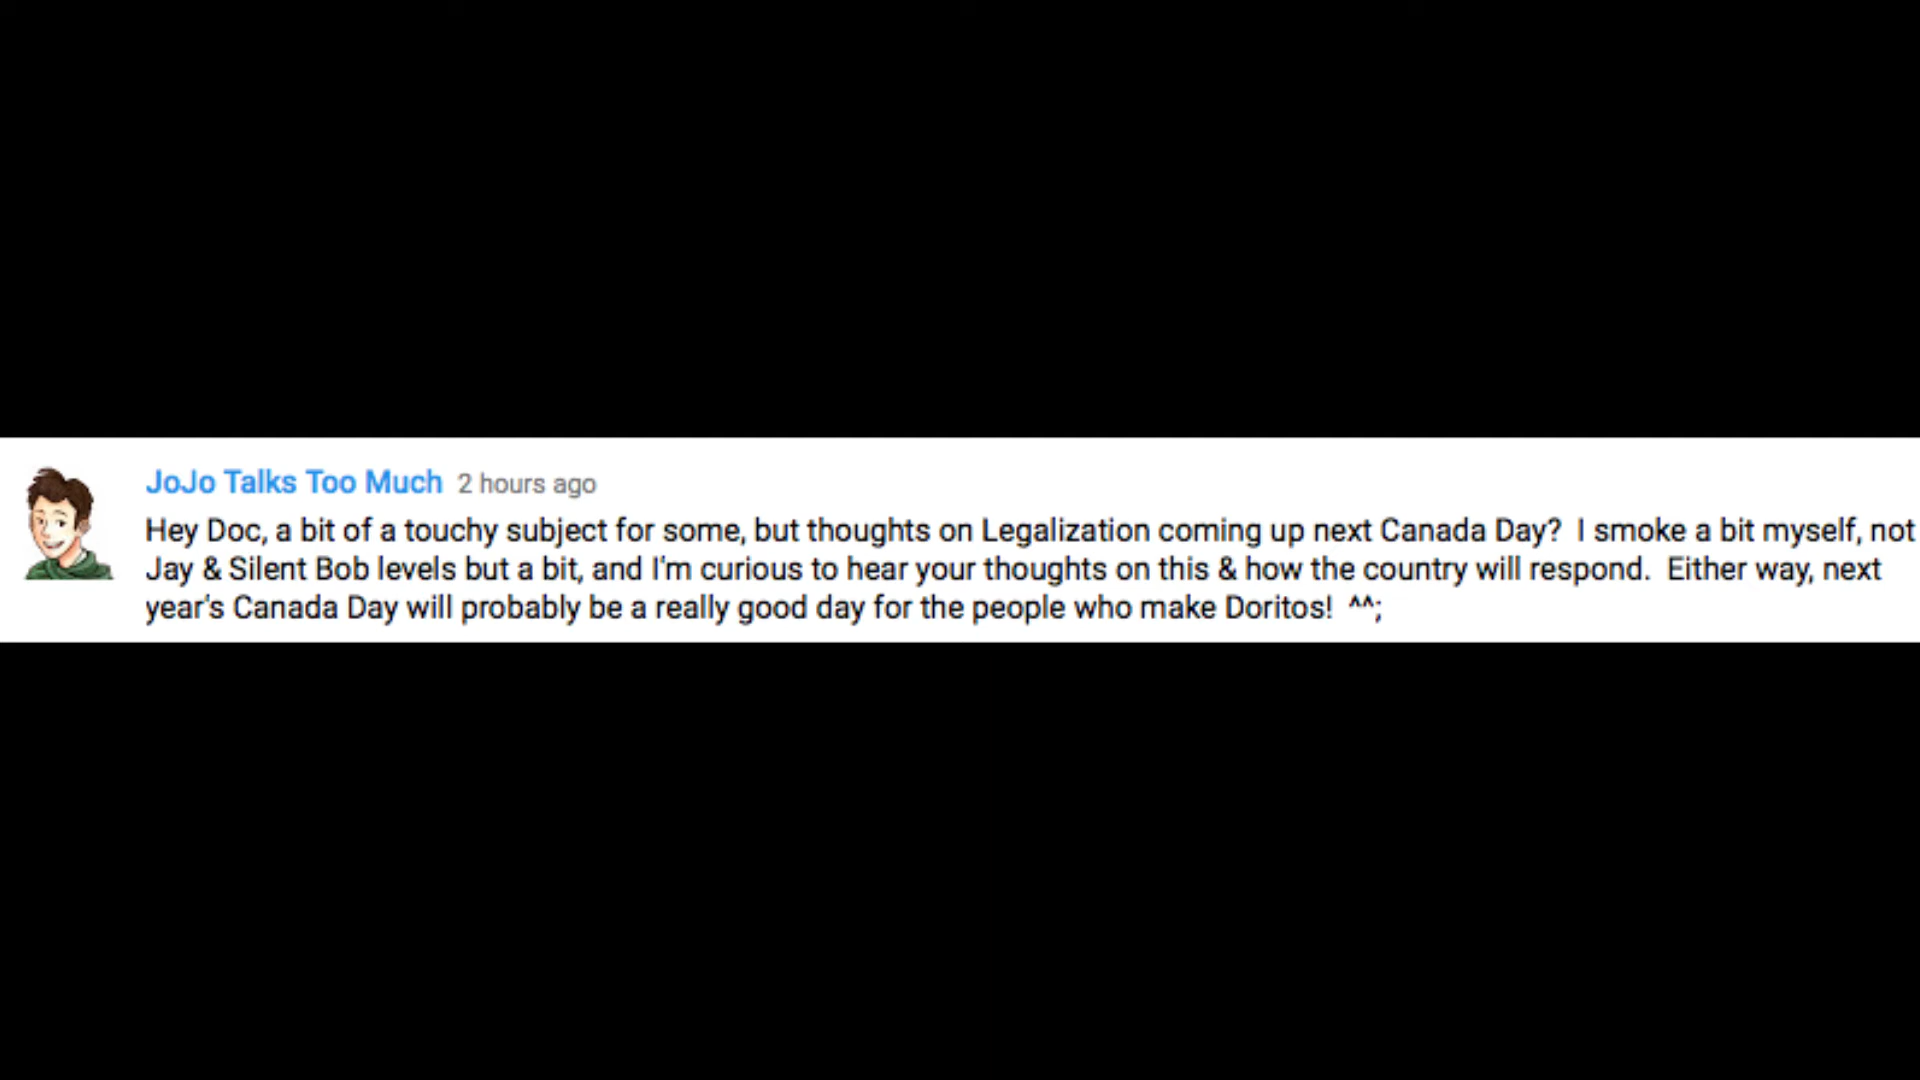 JoJo Talks Too Much 2 hours ago
Hey Doc, a bit of a touchy subject for some, but thoughts on Legalization coming up next Canada Day?  I smoke a bit myself, not
Jay & Silent Bob levels but a bit, and I'm curious to hear your thoughts on this & how the country will respond.  Either way, next
year's Canada Day will probably be a really good day for the people who make Doritos!  ^^;